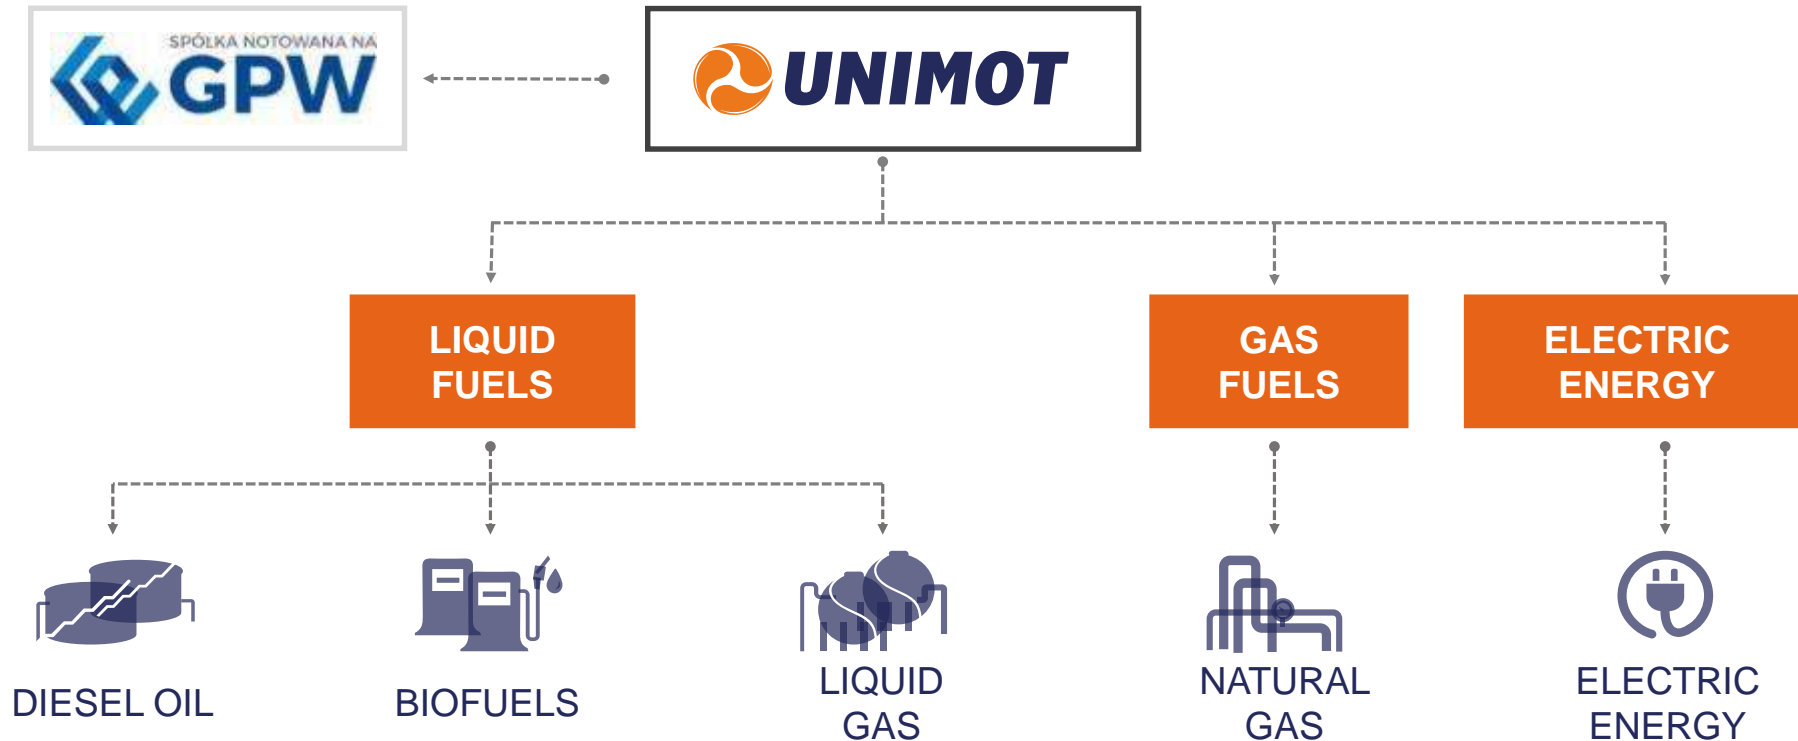 SPÓŁKA NOTOWANA NA
GPW
UNIMOT
LIQUID
FUELS
GAS
FUELS
ELECTRIC
ENERGY
DIESEL OIL
BIOFUELS
LIQUID
GAS
NATURAL
GAS
ELECTRIC
ENERGY